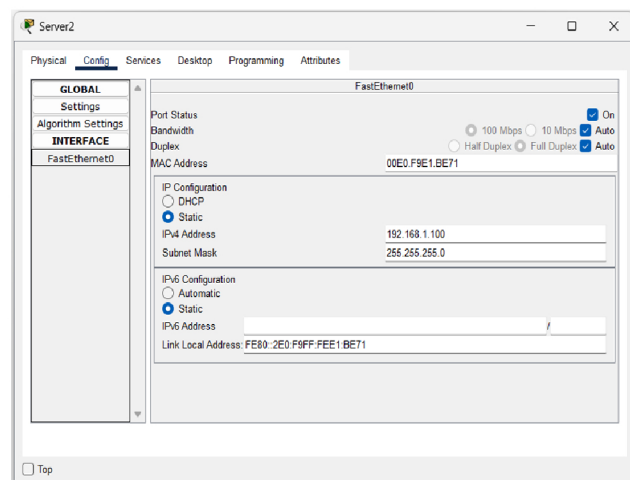 Server2
Physical Config Services Desktop Programming Attributes
GLOBAL
Settings
Algorithm Settings
INTERFACE
FastEthernet0
FastEthernet0
Port Status On
Bandwidth 100 Mbps 10 Mbps Auto
Duplex Half Duplex Full Duplex Auto
MAC Address 00E0.F9E1.BE71
IP Configuration
DHCP
Static
IPv4 Address 192.168.1.100
Subnet Mask 255.255.255.0
IPv6 Configuration
Automatic
Static
IPv6 Address /
Link Local Address: FE80::2E0:F9FF:FEE1:BE71
Top